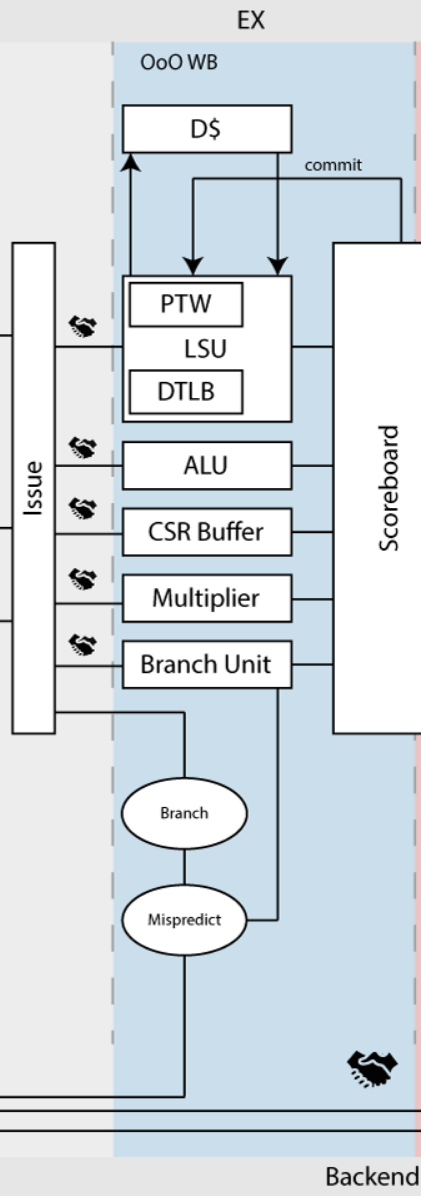 EX
OoO WB
D$
commit
PTW
LSU
DTLB
Issue
ALU
Scoreboard
CSR Buffer
Multiplier
Branch Unit
Branch
Mispredict
Backend